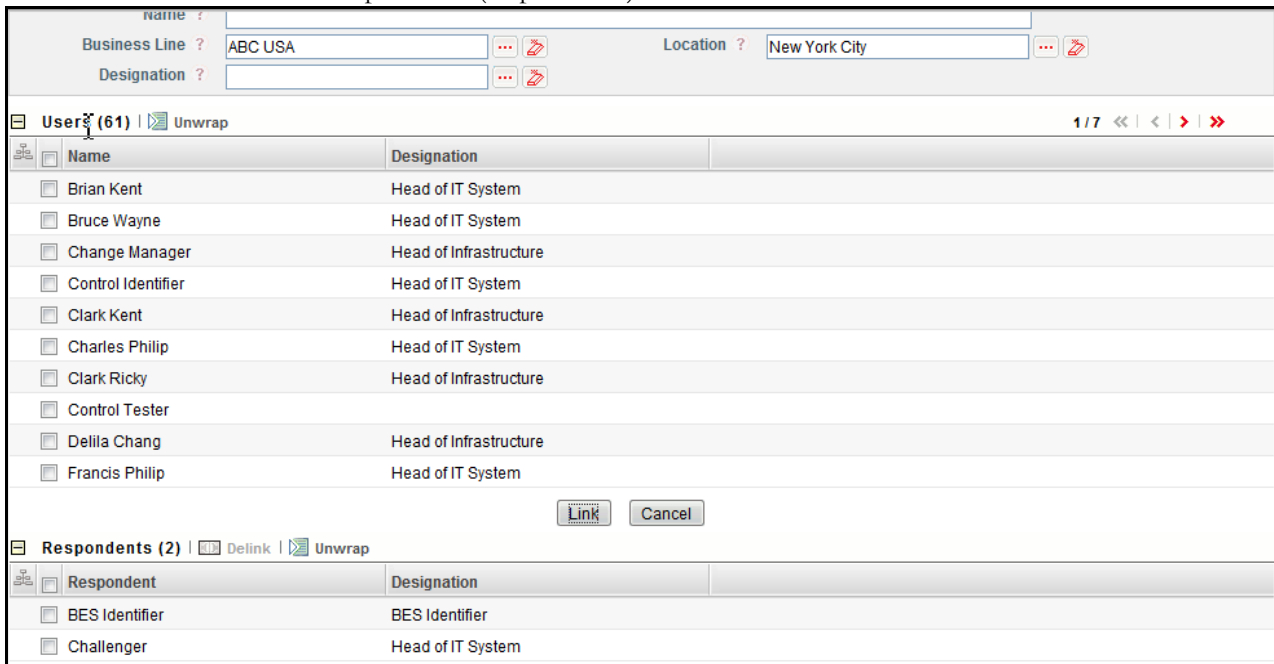 Name ?
Business Line ? ABC USA ... Location ? New York City ...
Designation ? ...
Users (61) | Unwrap 1 / 7 << | < | > | >>
Name Designation
Brian Kent Head of IT System
Bruce Wayne Head of IT System
Change Manager Head of Infrastructure
Control Identifier Head of IT System
Clark Kent Head of Infrastructure
Charles Philip Head of IT System
Clark Ricky Head of Infrastructure
Control Tester
Delila Chang Head of Infrastructure
Francis Philip Head of IT System
Link Cancel
Respondents (2) | Delink | Unwrap
Respondent Designation
BES Identifier BES Identifier
Challenger Head of IT System